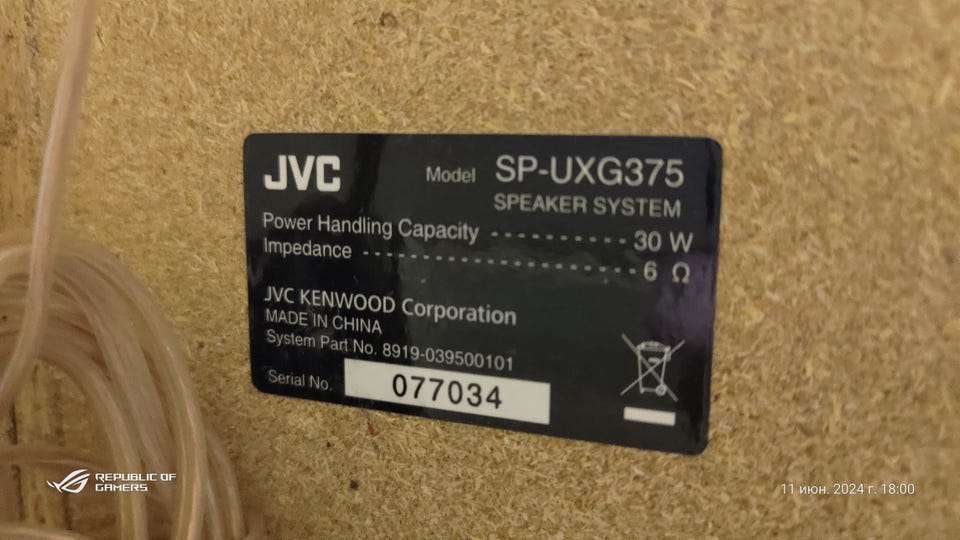 JVC
Model SP-UXG375
SPEAKER SYSTEM
Power Handling Capacity ---------- 30 W
Impedance ------------------------------ 6 Ω
JVC KENWOOD Corporation
MADE IN CHINA
System Part No. 8919-039500101
Serial No. 077034
REPUBLIC OF
GAMERS
11 июн. 2024 г. 18:00